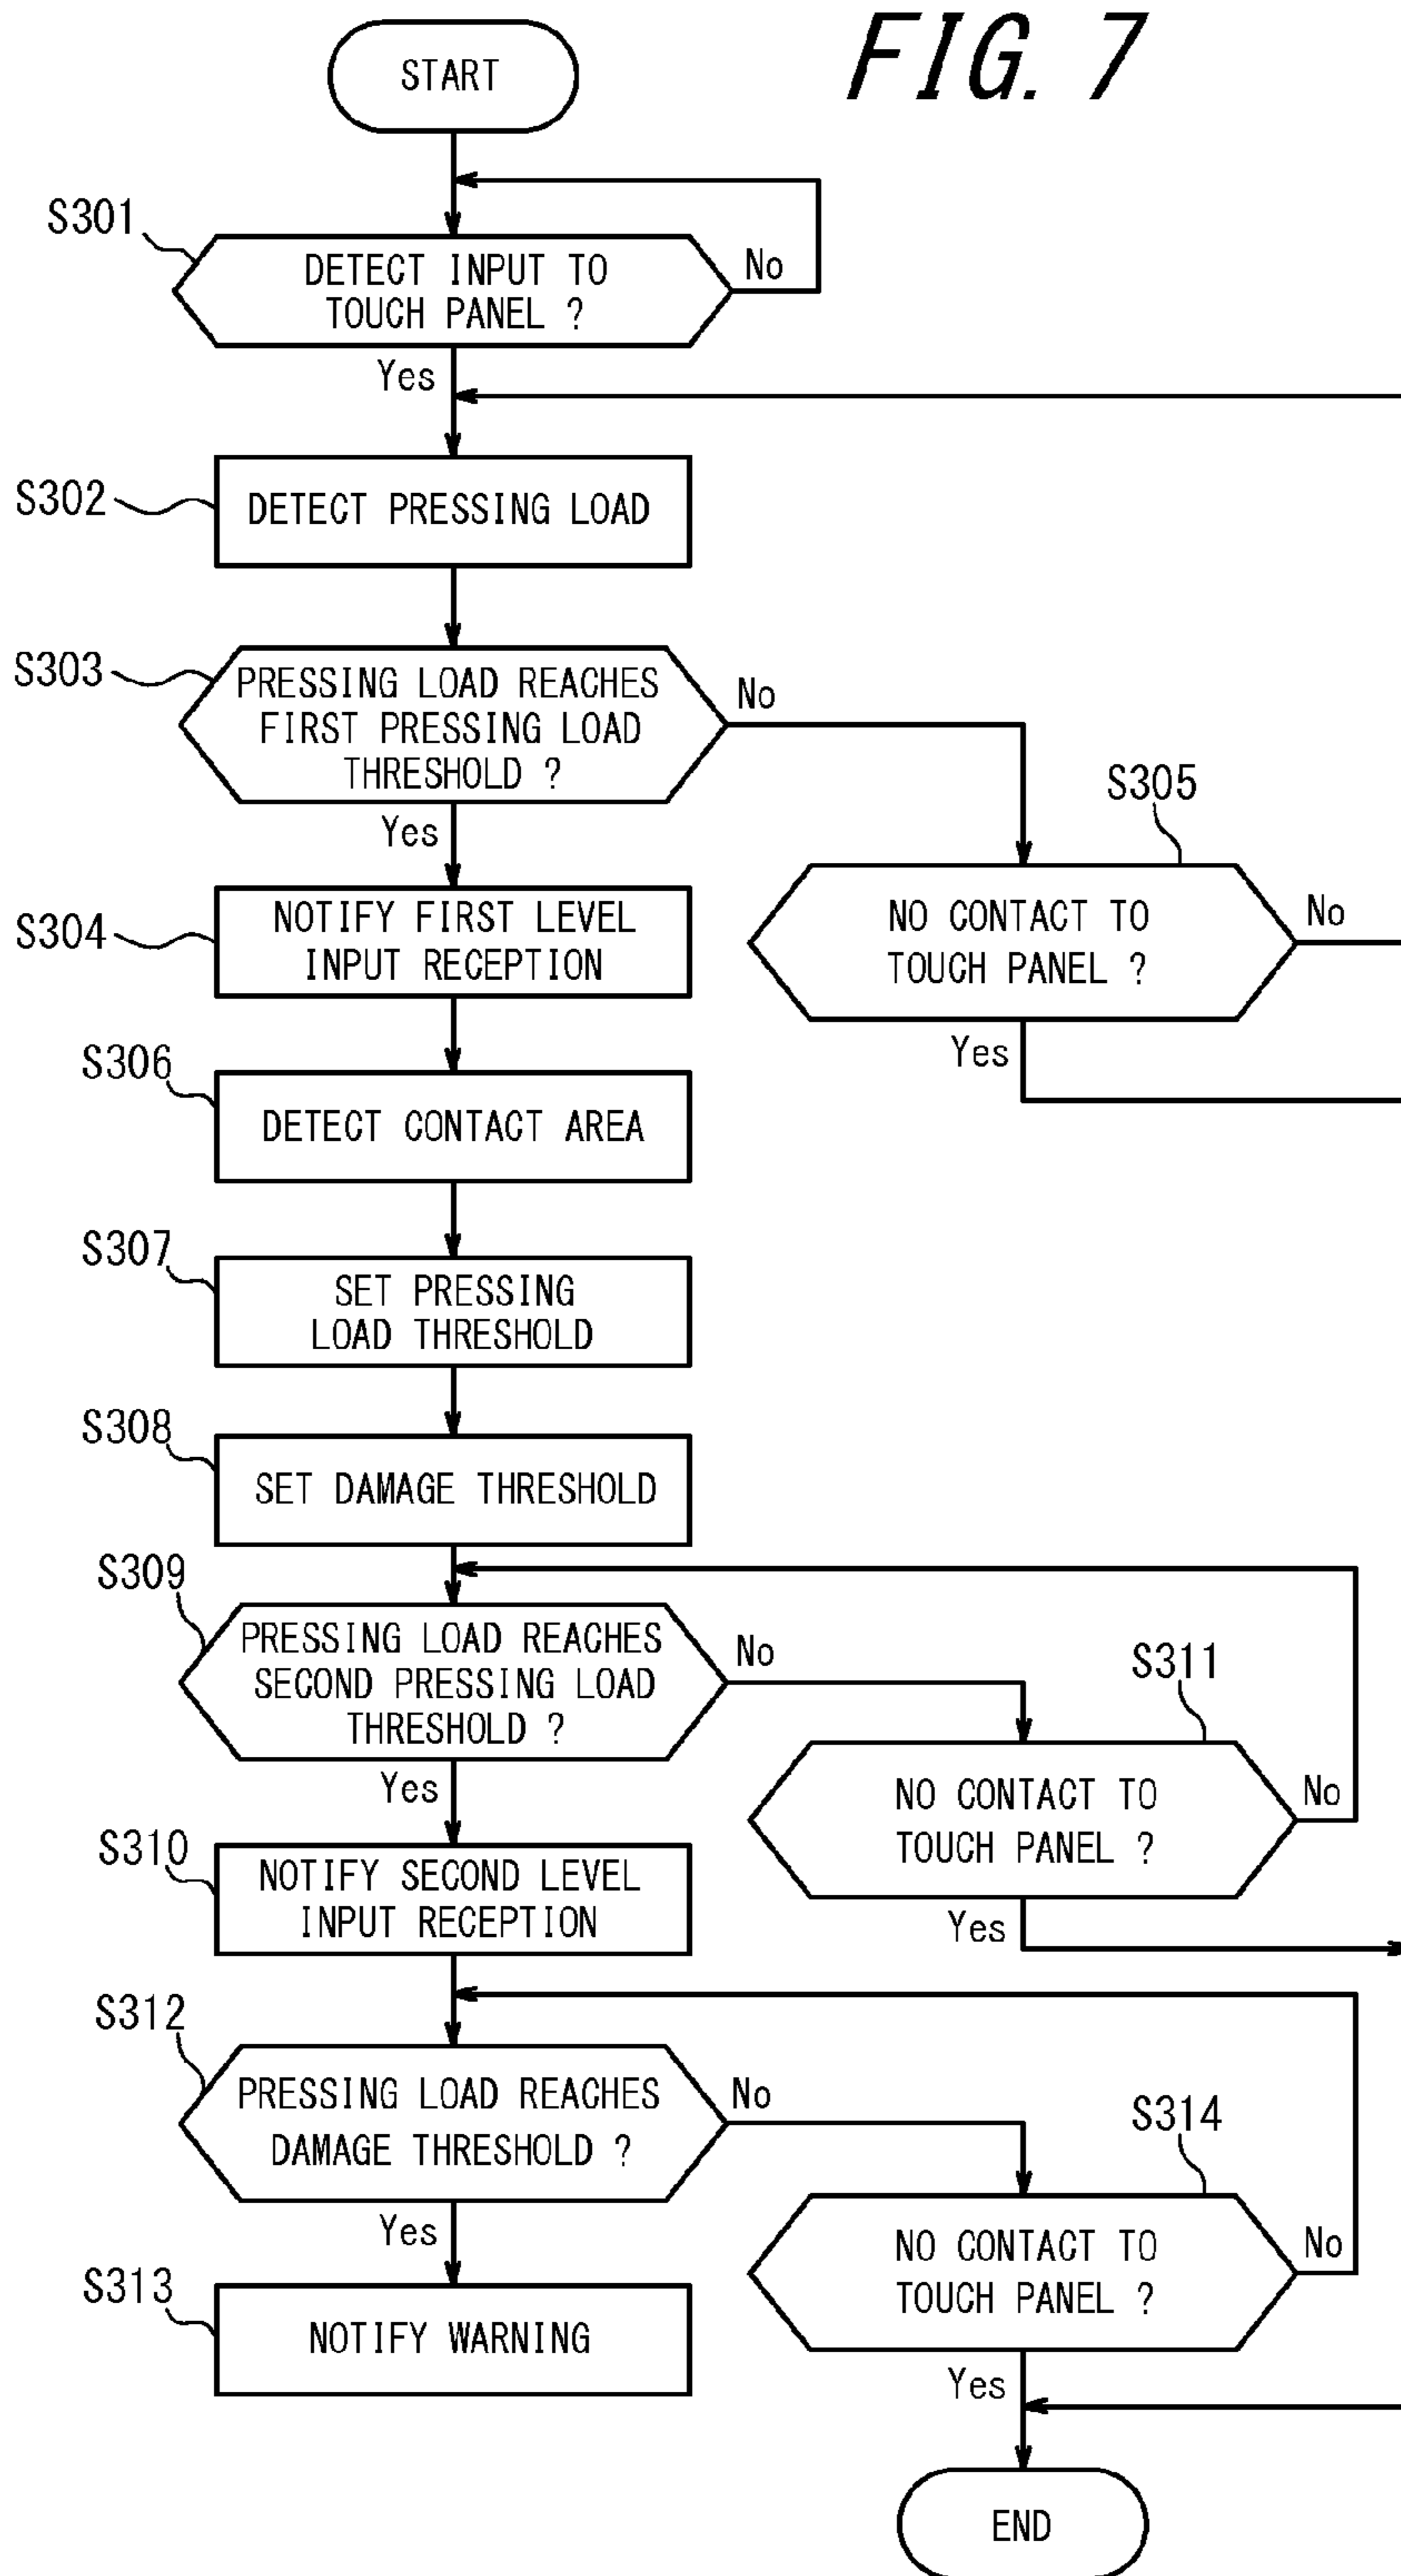 FIG. 7
START
S301
DETECT INPUT TO
TOUCH PANEL ?
No
Yes
S302
DETECT PRESSING LOAD
S303
PRESSING LOAD REACHES
FIRST PRESSING LOAD
THRESHOLD ?
No
Yes
S305
NO CONTACT TO
TOUCH PANEL ?
No
Yes
S304
NOTIFY FIRST LEVEL
INPUT RECEPTION
S306
DETECT CONTACT AREA
S307
SET PRESSING
LOAD THRESHOLD
S308
SET DAMAGE THRESHOLD
S309
PRESSING LOAD REACHES
SECOND PRESSING LOAD
THRESHOLD ?
No
Yes
S311
NO CONTACT TO
TOUCH PANEL ?
No
Yes
S310
NOTIFY SECOND LEVEL
INPUT RECEPTION
S312
PRESSING LOAD REACHES
DAMAGE THRESHOLD ?
No
Yes
S314
NO CONTACT TO
TOUCH PANEL ?
No
Yes
S313
NOTIFY WARNING
END